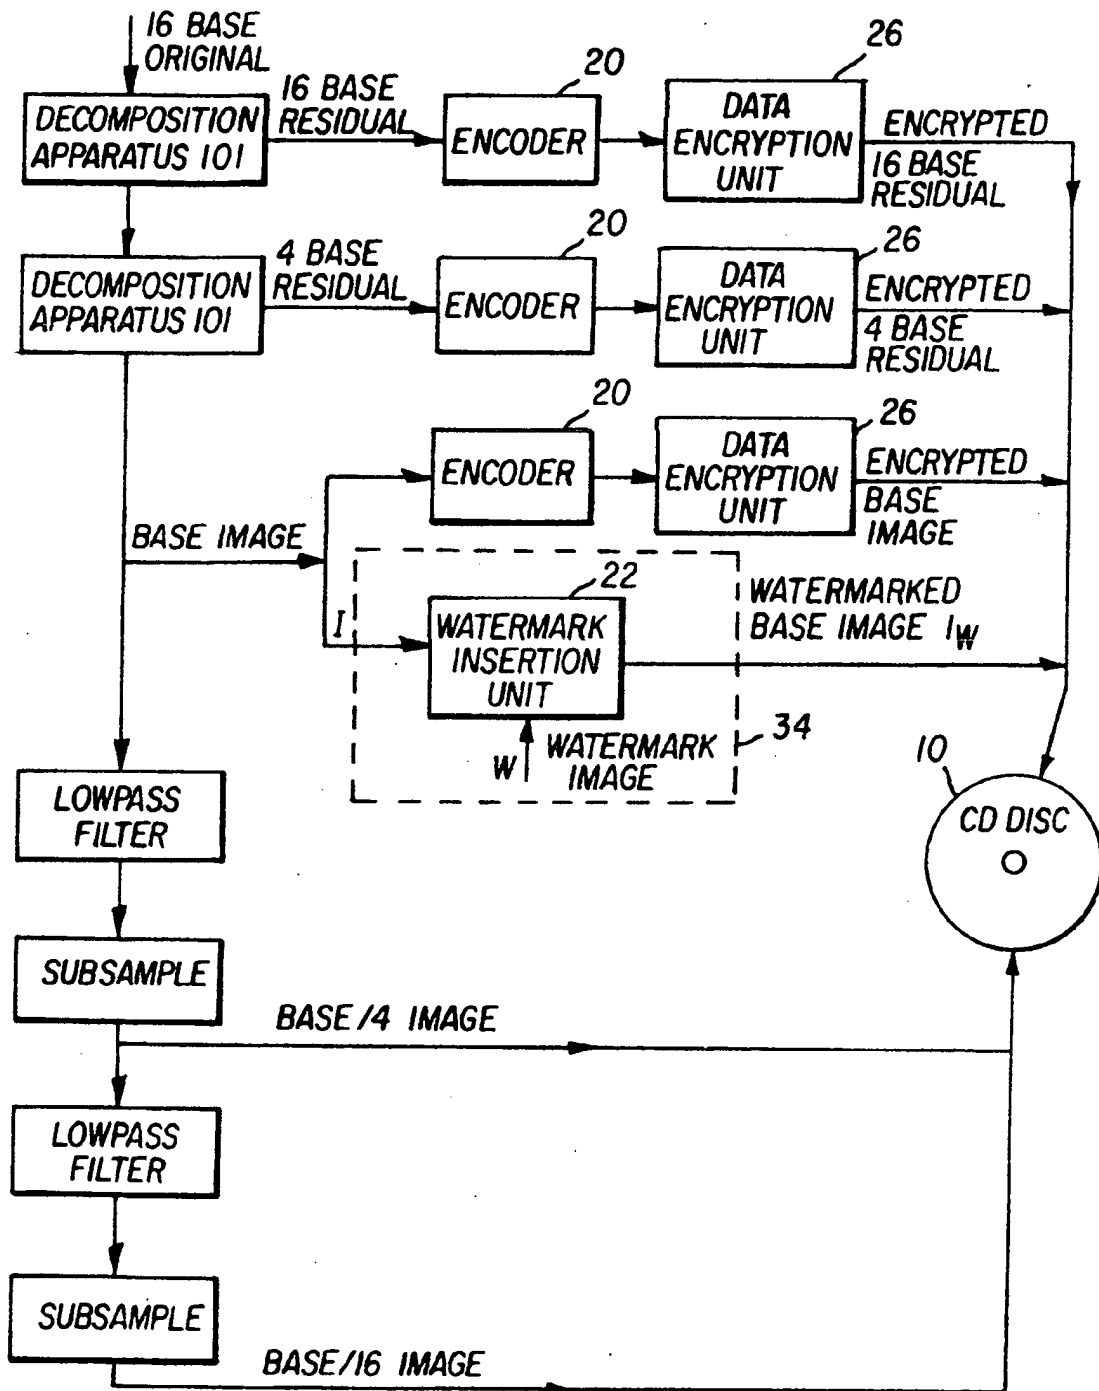 16 BASE
ORIGINAL
DECOMPOSITION
APPARATUS 101
16 BASE
RESIDUAL
20
ENCODER
26
DATA
ENCRYPTION
UNIT
ENCRYPTED
16 BASE
RESIDUAL
DECOMPOSITION
APPARATUS 101
4 BASE
RESIDUAL
20
ENCODER
26
DATA
ENCRYPTION
UNIT
ENCRYPTED
4 BASE
RESIDUAL
20
ENCODER
26
DATA
ENCRYPTION
UNIT
ENCRYPTED
BASE
IMAGE
BASE IMAGE
I
22
WATERMARK
INSERTION
UNIT
WATERMARKED
BASE IMAGE IW
W
WATERMARK
IMAGE
34
10
CD DISC
LOWPASS
FILTER
SUBSAMPLE
BASE/4 IMAGE
LOWPASS
FILTER
SUBSAMPLE
BASE/16 IMAGE